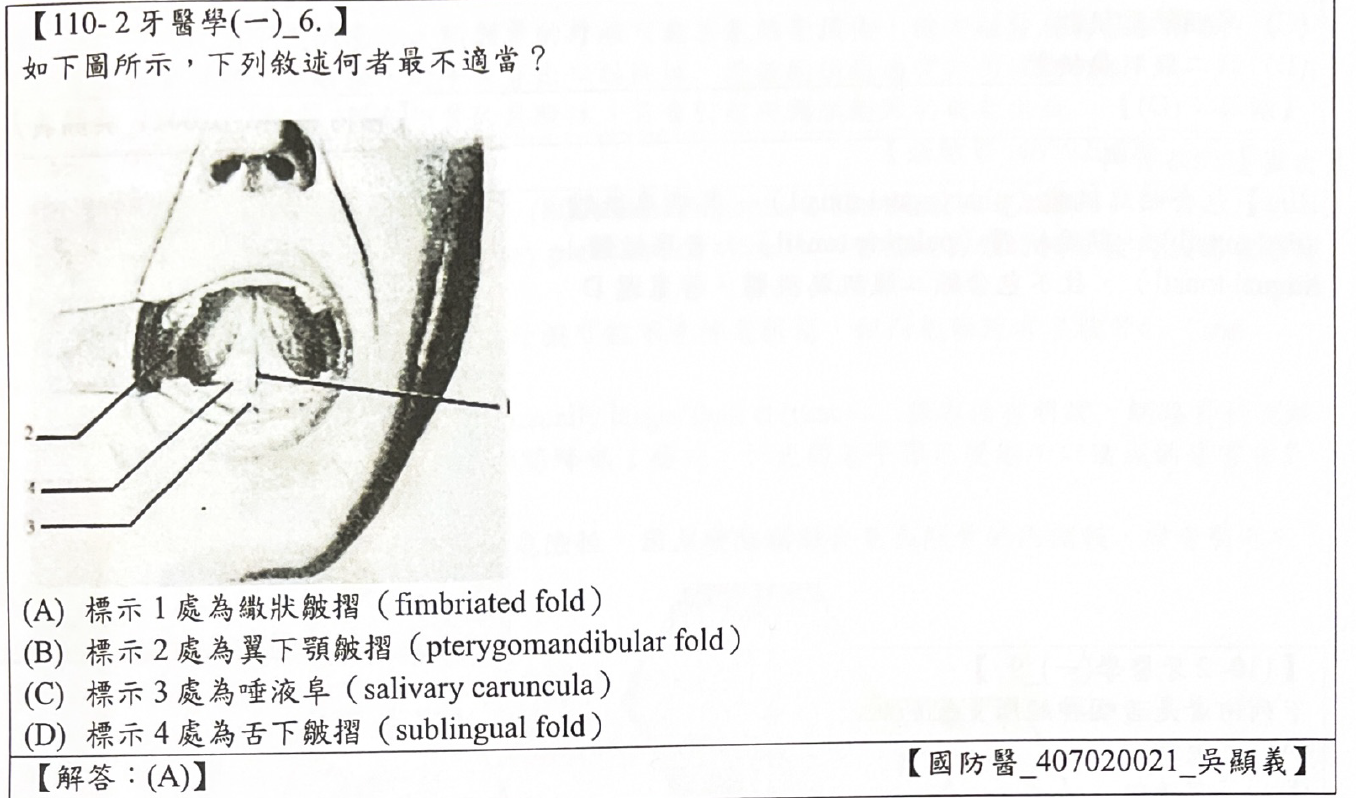 【110-2 牙醫學(一)_6.】
如下圖所示，下列敘述何者最不適當？
1
2
4
3
(A) 標示 1 處為繖狀皺摺（fimbriated fold）
(B) 標示 2 處為翼下顎皺摺（pterygomandibular fold）
(C) 標示 3 處為唾液阜（salivary caruncula）
(D) 標示 4 處為舌下皺摺（sublingual fold）
【解答：(A)】
【國防醫_407020021_吳顯義】